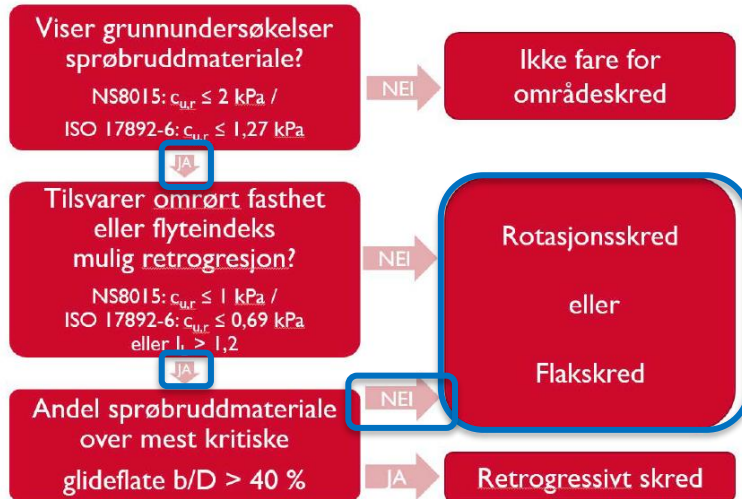 Viser grunnundersøkelser
sprøbruddmateriale?
NS8015: cu,r ≤ 2 kPa /
ISO 17892-6: cu,r ≤ 1,27 kPa
NEI
Ikke fare for
områdeskred
JA
Tilsvarer omrørt fasthet
eller flyteindeks
mulig retrogresjon?
NS8015: cu,r ≤ 1 kPa /
ISO 17892-6: cu,r ≤ 0,69 kPa
eller IL > 1,2
NEI
Rotasjonsskred
eller
Flakskred
JA
Andel sprøbruddmateriale
over mest kritiske
glideflate b/D > 40 %
NEI
JA
Retrogressivt skred